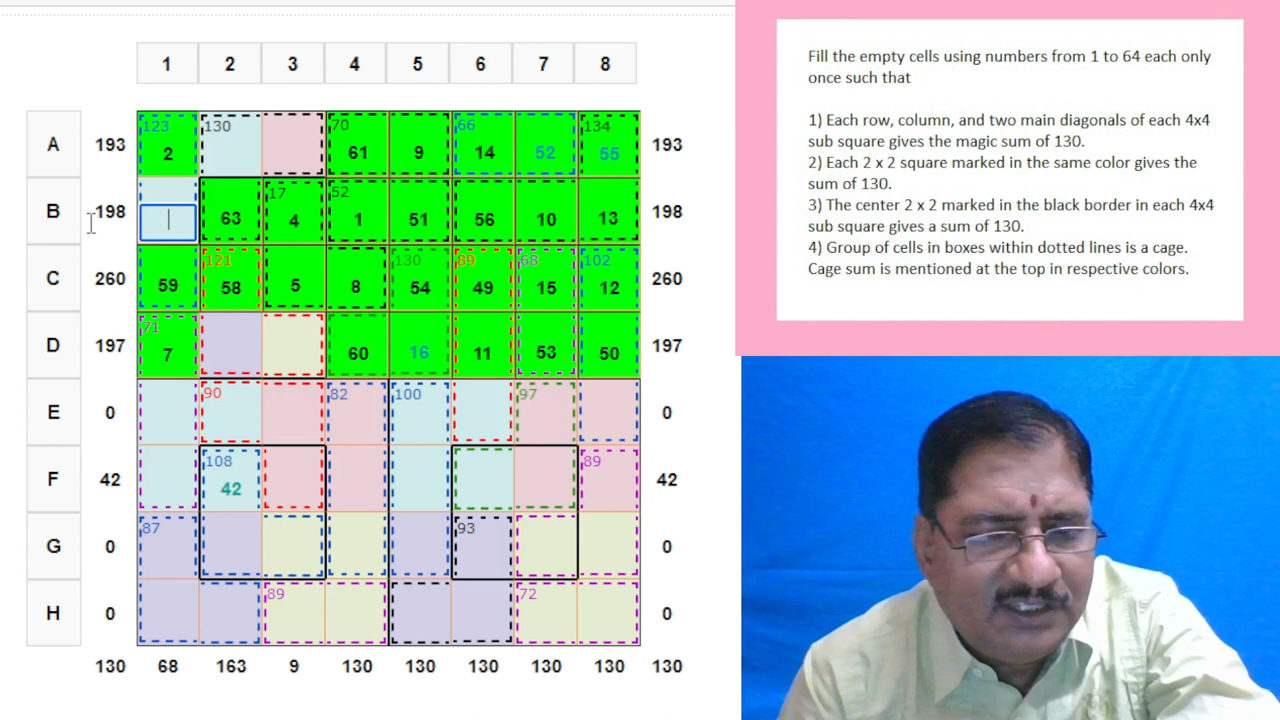 1 2 3 4 5 6 7 8
123 130 70 66 134
A 193 2 61 9 14 52 55 193
17 52
B 198 63 4 1 51 56 10 13 198
121 130 89 68 102
C 260 59 58 5 8 54 49 15 12 260
71
D 197 7 60 16 11 53 50 197
90 82 100 97
E 0 0
108 89
F 42 42 42
87 93
G 0 0
89 72
H 0 0
130 68 163 9 130 130 130 130 130 130
Fill the empty cells using numbers from 1 to 64 each only
once such that
1) Each row, column, and two main diagonals of each 4x4
sub square gives the magic sum of 130.
2) Each 2 x 2 square marked in the same color gives the
sum of 130.
3) The center 2 x 2 marked in the black border in each 4x4
sub square gives a sum of 130.
4) Group of cells in boxes within dotted lines is a cage.
Cage sum is mentioned at the top in respective colors.